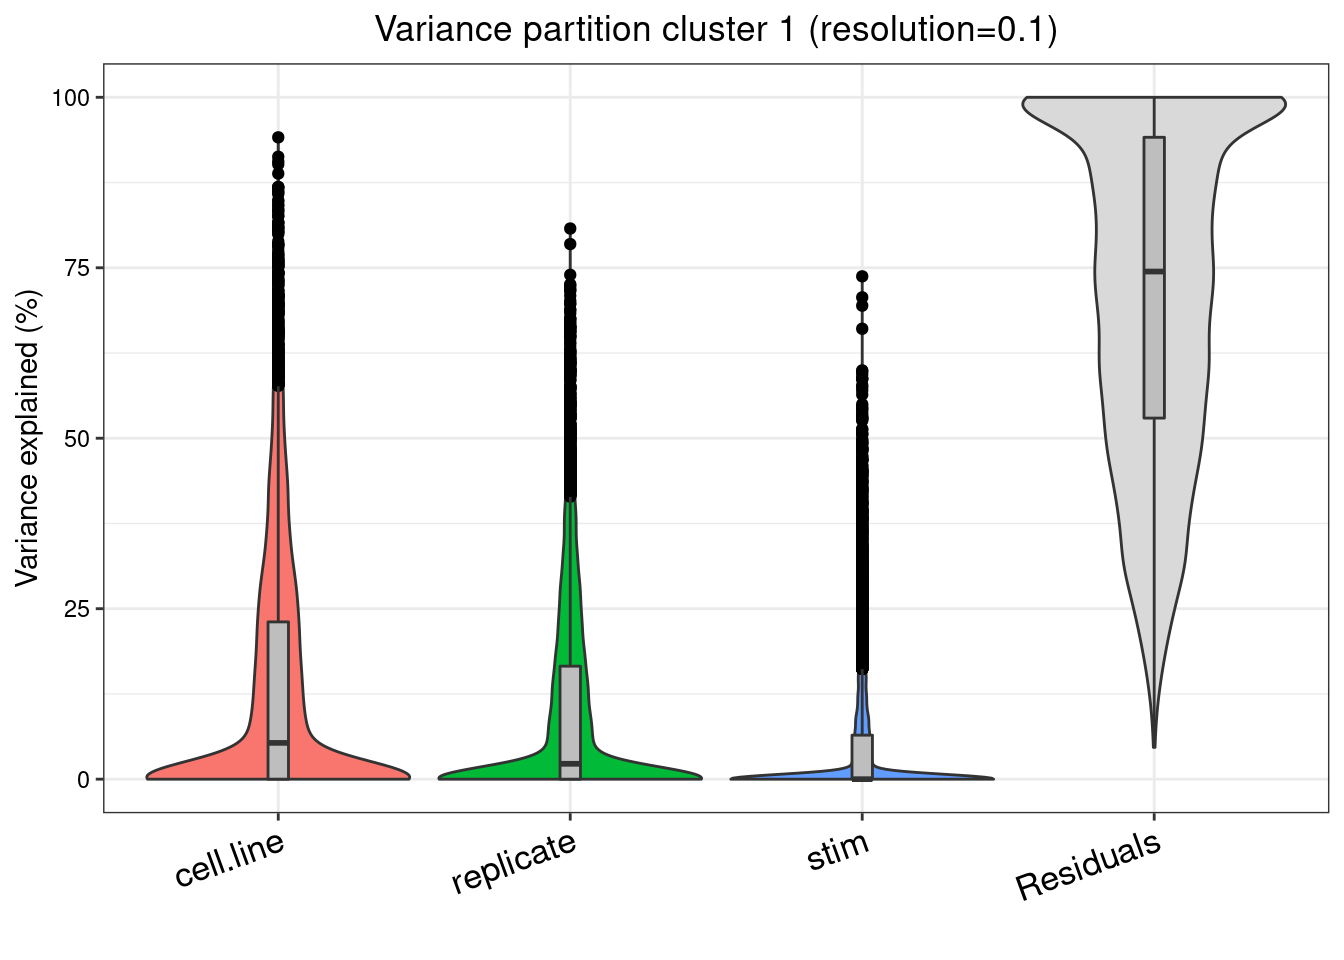 Variance partition cluster 1 (resolution=0.1)
Variance explained (%)
100
75
50
25
0
cell.line
replicate
stim
Residuals